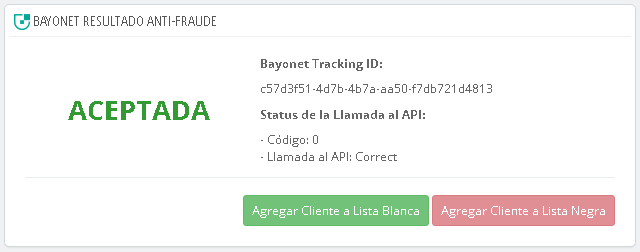 BAYONET RESULTADO ANTI-FRAUDE
ACEPTADA
Bayonet Tracking ID:
c57d3f51-4d7b-4b7a-aa50-f7db721d4813
Status de la Llamada al API:
- Código: 0
- Llamada al API: Correct
Agregar Cliente a Lista Blanca
Agregar Cliente a Lista Negra